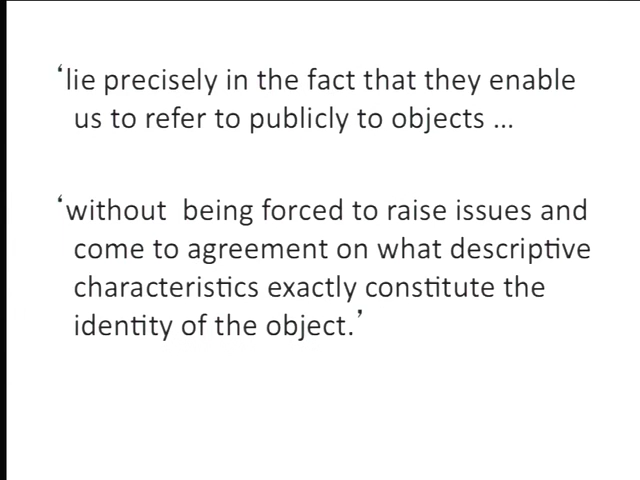 ‘lie precisely in the fact that they enable
us to refer to publicly to objects ...
‘without  being forced to raise issues and
come to agreement on what descriptive
characteristics exactly constitute the
identity of the object.’